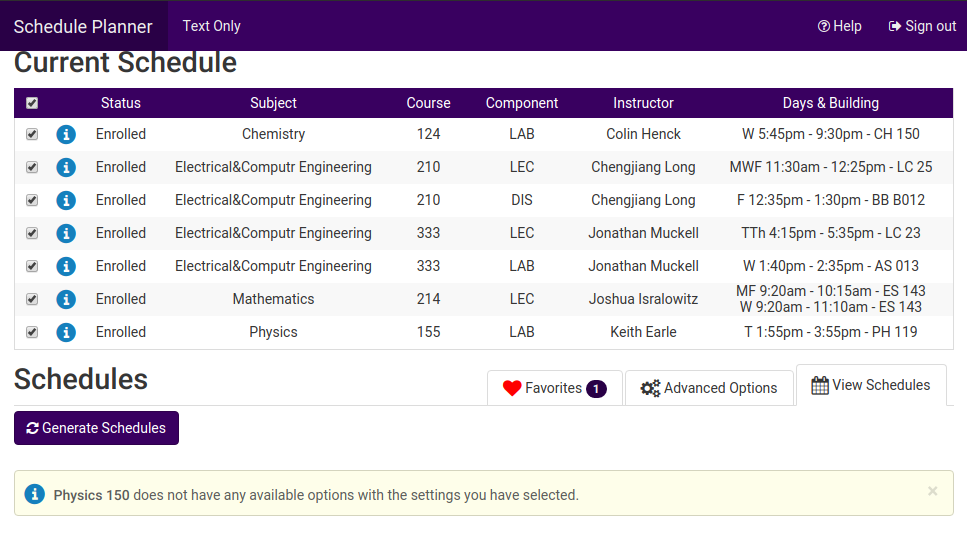 Schedule Planner Text Only Help Sign out
Current Schedule
Status Subject Course Component Instructor Days & Building
Enrolled Chemistry 124 LAB Colin Henck W 5:45pm - 9:30pm - CH 150
Enrolled Electrical&Computr Engineering 210 LEC Chengjiang Long MWF 11:30am - 12:25pm - LC 25
Enrolled Electrical&Computr Engineering 210 DIS Chengjiang Long F 12:35pm - 1:30pm - BB B012
Enrolled Electrical&Computr Engineering 333 LEC Jonathan Muckell TTh 4:15pm - 5:35pm - LC 23
Enrolled Electrical&Computr Engineering 333 LAB Jonathan Muckell W 1:40pm - 2:35pm - AS 013
Enrolled Mathematics 214 LEC Joshua Isralowitz MF 9:20am - 10:15am - ES 143
W 9:20am - 11:10am - ES 143
Enrolled Physics 155 LAB Keith Earle T 1:55pm - 3:55pm - PH 119
Schedules
Favorites 1 Advanced Options View Schedules
Generate Schedules
Physics 150 does not have any available options with the settings you have selected. ×